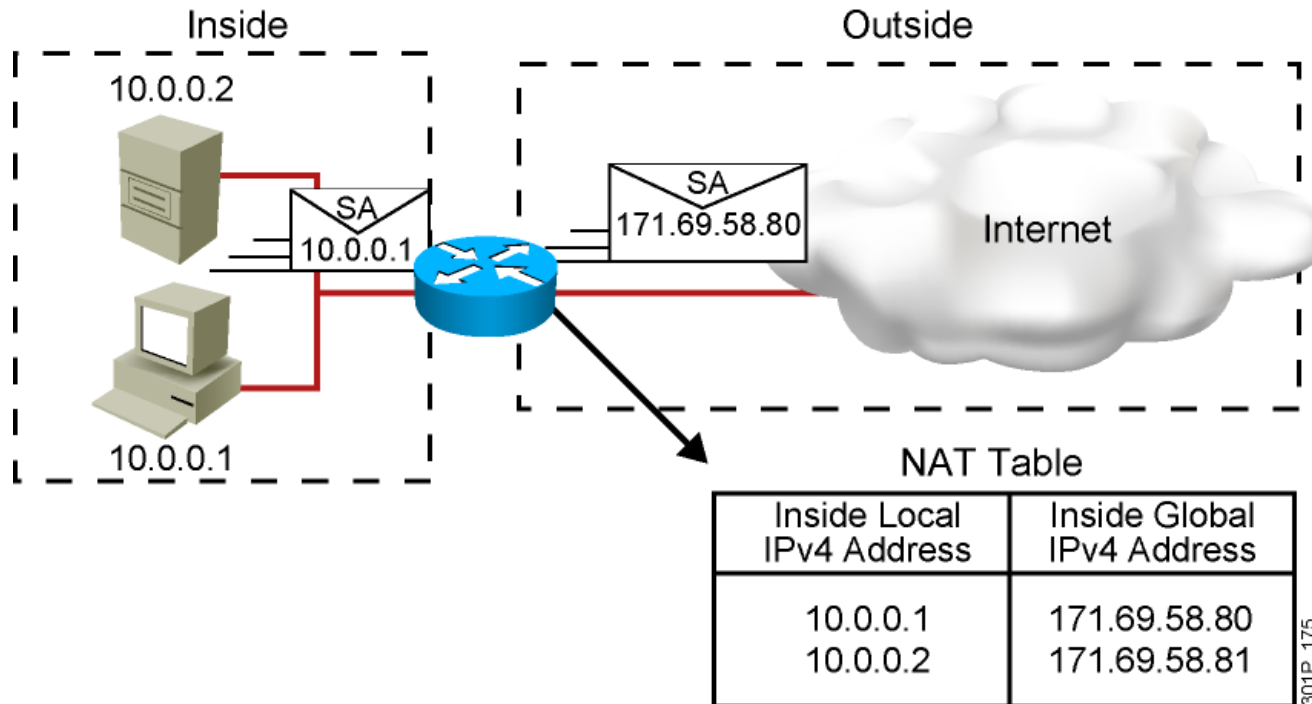 Inside
Outside
10.0.0.2
SA
10.0.0.1
SA
171.69.58.80
Internet
10.0.0.1
NAT Table
Inside Local
IPv4 Address
Inside Global
IPv4 Address
10.0.0.1
171.69.58.80
10.0.0.2
171.69.58.81
301P_175